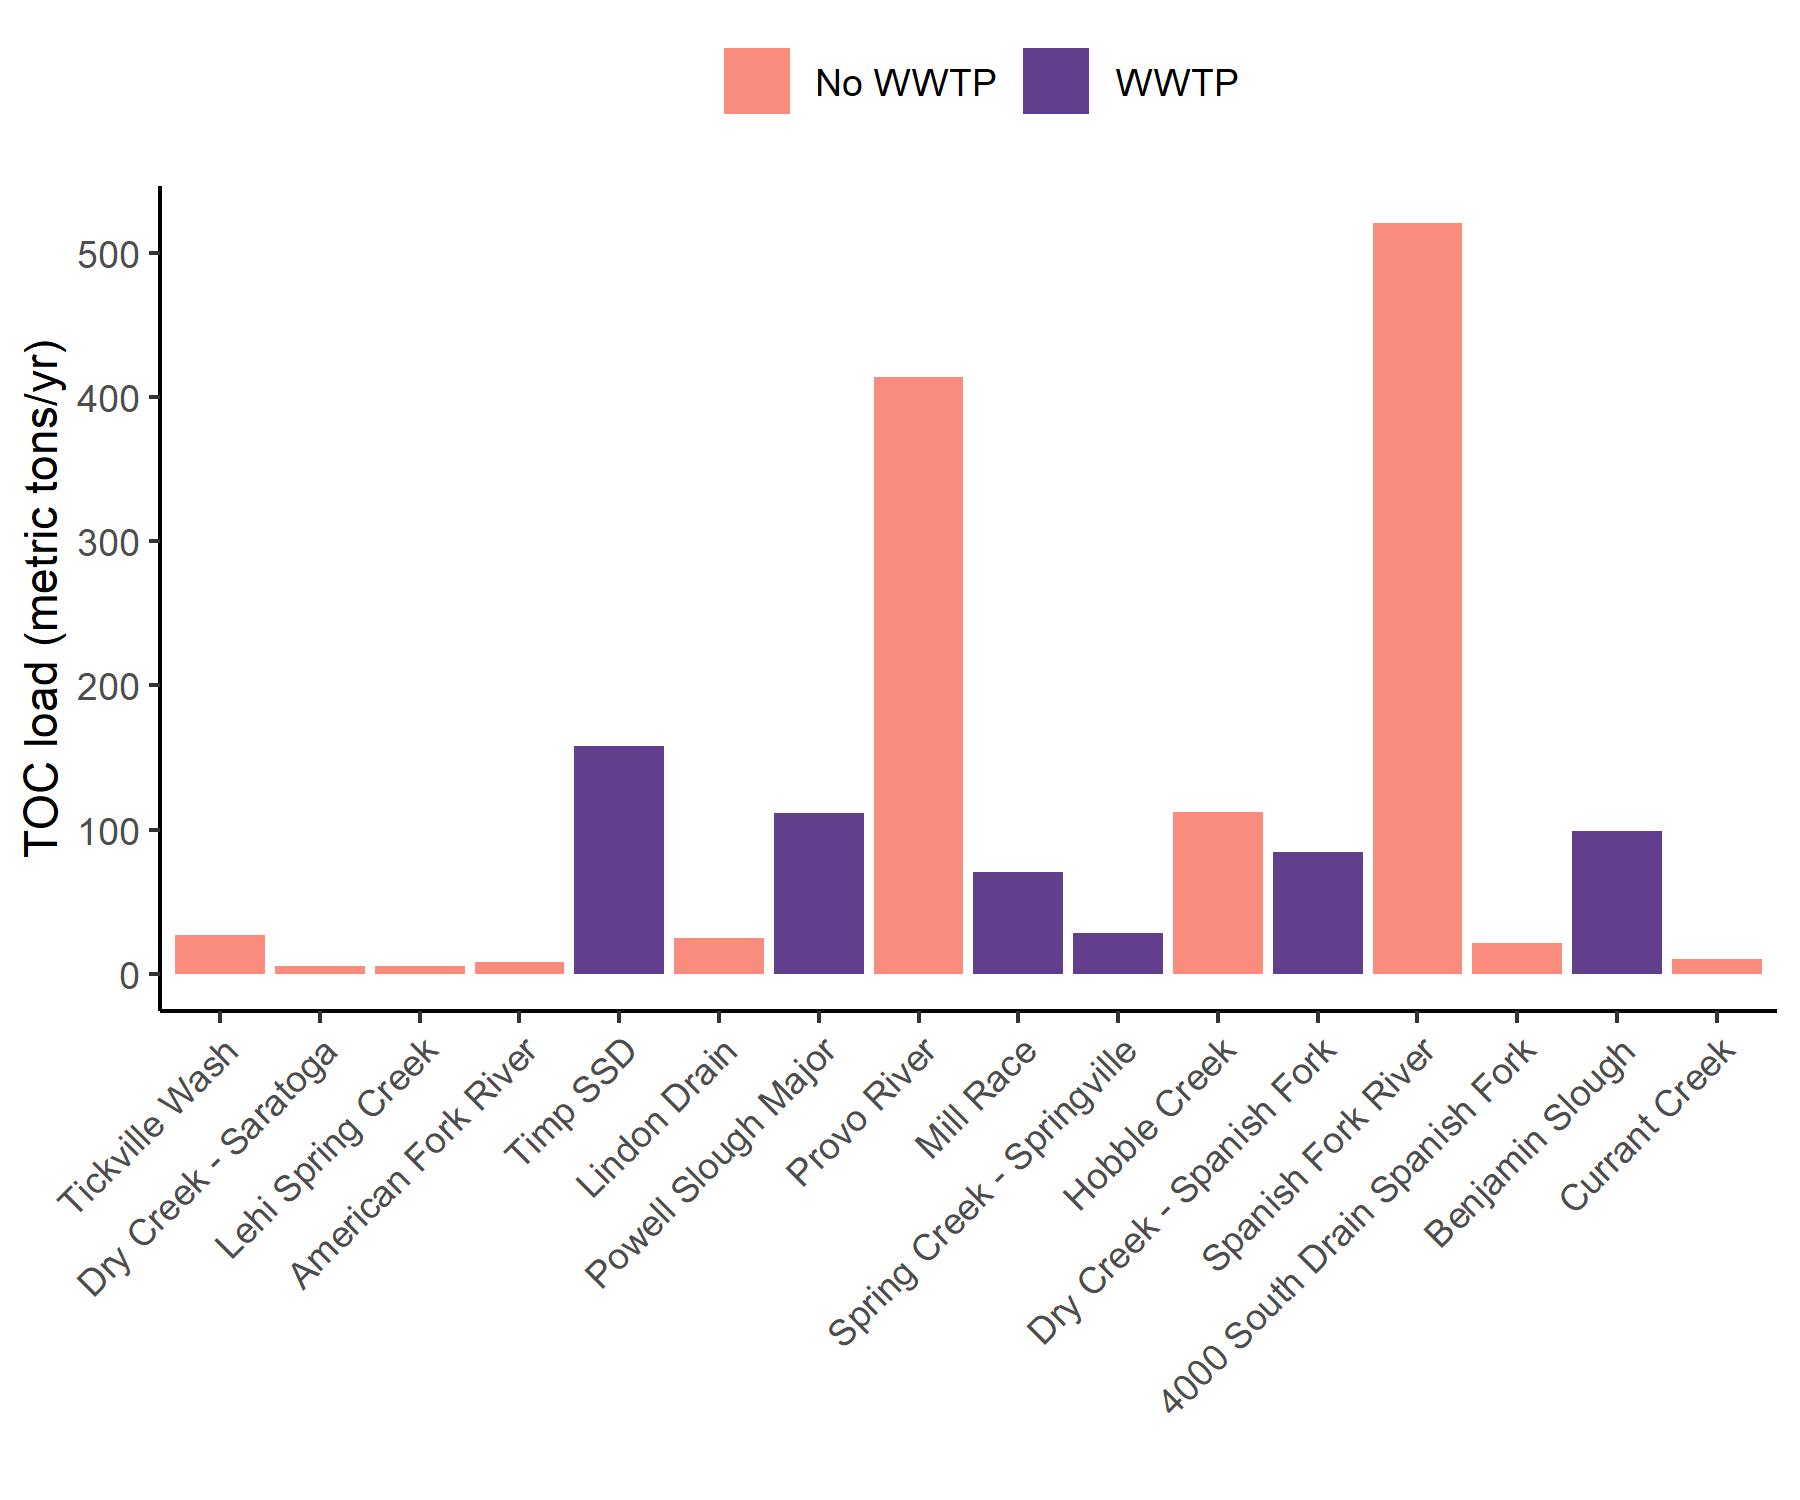 No WWTP WWTP
TOC load (metric tons/yr)
500
400
300
200
100
0
Tickville Wash
Dry Creek - Saratoga
Lehi Spring Creek
American Fork River
Timp SSD
Lindon Drain
Powell Slough Major
Provo River
Mill Race
Spring Creek - Springville
Hobble Creek
Dry Creek - Spanish Fork
Spanish Fork River
4000 South Drain Spanish Fork
Benjamin Slough
Currant Creek